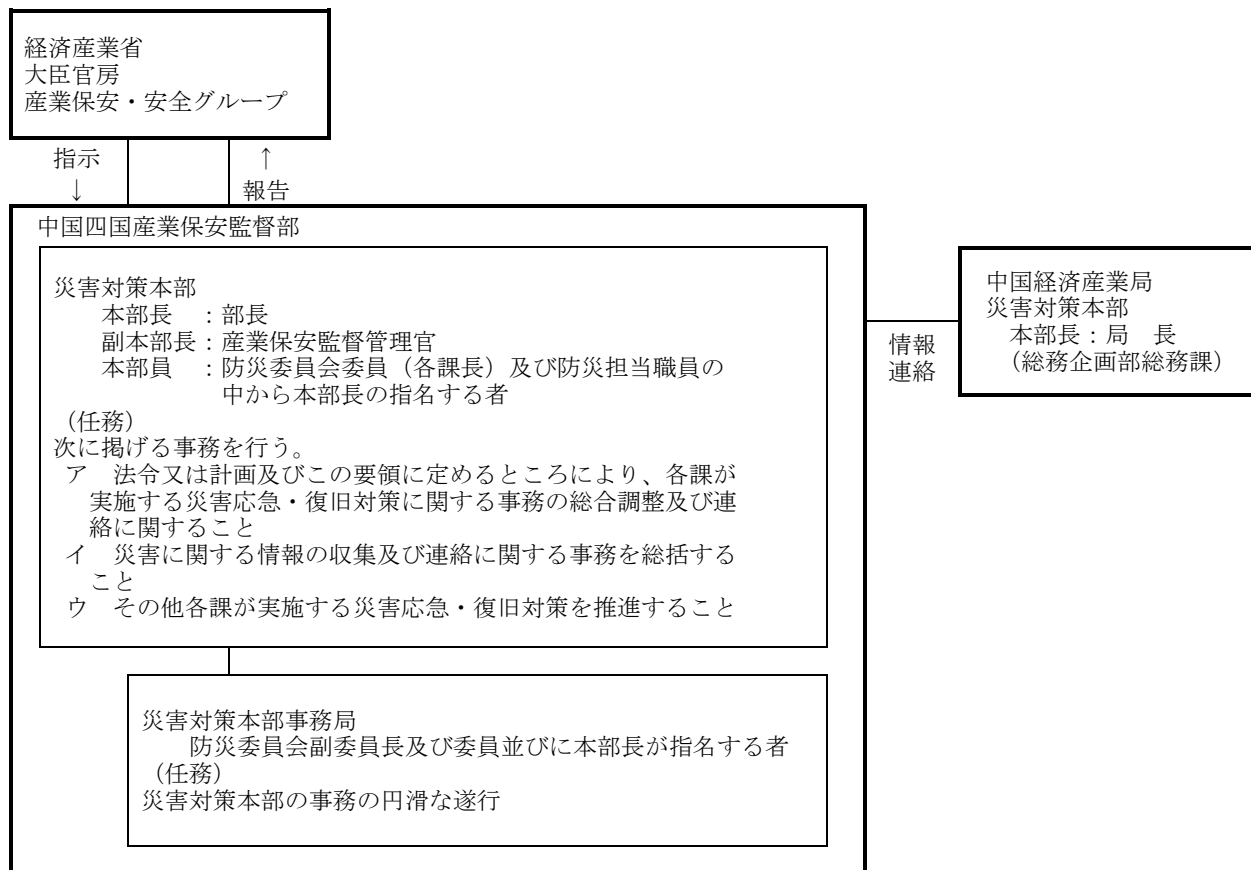 経済産業省
大臣官房
産業保安・安全グループ
指示
↓
↑
報告
中国四国産業保安監督部
災害対策本部
本部長　：部長
副本部長：産業保安監督管理官
本部員　：防災委員会委員（各課長）及び防災担当職員の
中から本部長の指名する者
（任務）
次に掲げる事務を行う。
ア　法令又は計画及びこの要領に定めるところにより、各課が
実施する災害応急・復旧対策に関する事務の総合調整及び連
絡に関すること
イ　災害に関する情報の収集及び連絡に関する事務を総括する
こと
ウ　その他各課が実施する災害応急・復旧対策を推進すること
情報
連絡
中国経済産業局
災害対策本部
本部長：局　長
（総務企画部総務課）
災害対策本部事務局
防災委員会副委員長及び委員並びに本部長が指名する者
（任務）
災害対策本部の事務の円滑な遂行